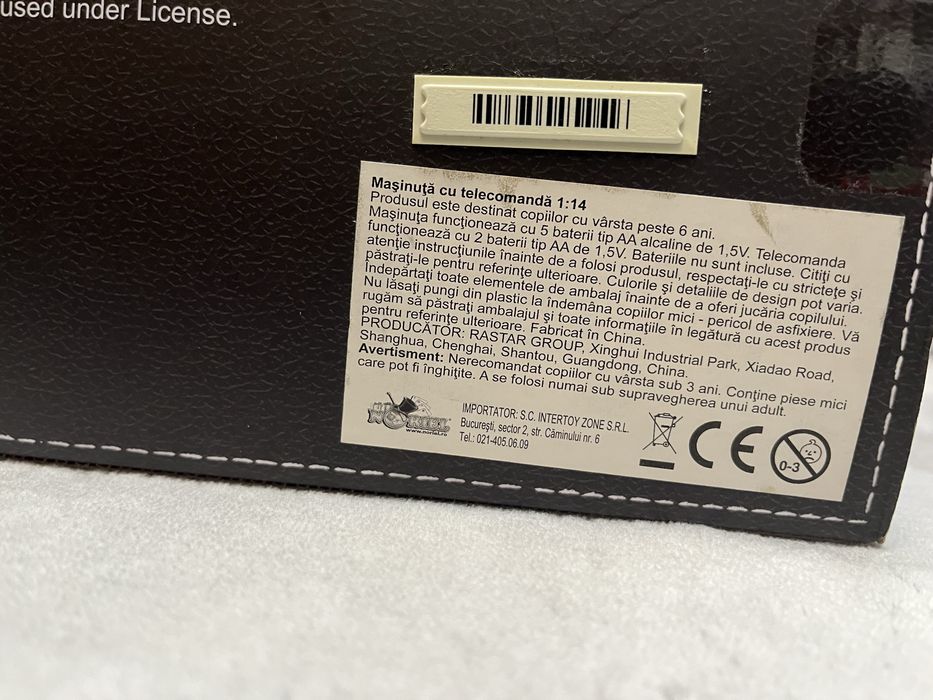 used under License.
Mașinuță cu telecomandă 1:14
Produsul este destinat copiilor cu vârsta peste 6 ani.
Mașinuța funcționează cu 5 baterii tip AA alcaline de 1,5V. Telecomanda
funcționează cu 2 baterii tip AA de 1,5V. Bateriile nu sunt incluse. Citiți cu
atenție instrucțiunile înainte de a folosi produsul, respectați-le cu strictețe și
păstrați-le pentru referințe ulterioare. Culorile și detaliile de design pot varia.
Îndepărtați toate elementele de ambalaj înainte de a oferi jucăria copilului.
Nu lăsați pungi din plastic la îndemâna copiilor mici - pericol de asfixiere. Vă
rugăm să păstrați ambalajul și toate informațiile în legătură cu acest produs
pentru referințe ulterioare. Fabricat în China.
PRODUCĂTOR: RASTAR GROUP, Xinghui Industrial Park, Xiadao Road,
Shanghua, Chenghai, Shantou, Guangdong, China.
Avertisment: Nerecomandat copiilor cu vârsta sub 3 ani. Conține piese mici
care pot fi înghițite. A se folosi numai sub supravegherea unui adult.
NORIEL
www.noriel.ro
IMPORTATOR: S.C. INTERTOY ZONE S.R.L.
București, sector 2, str. Căminului nr. 6
Tel.: 021-405.06.09
CE
0-3